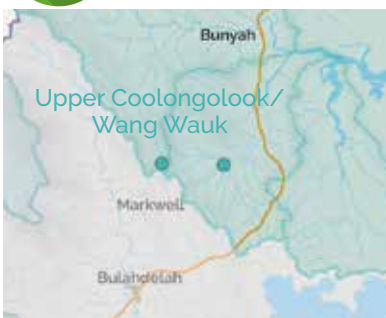 Bunyah
Upper Coolongolook/
Wang Wauk
Markwell
Bulahdelah